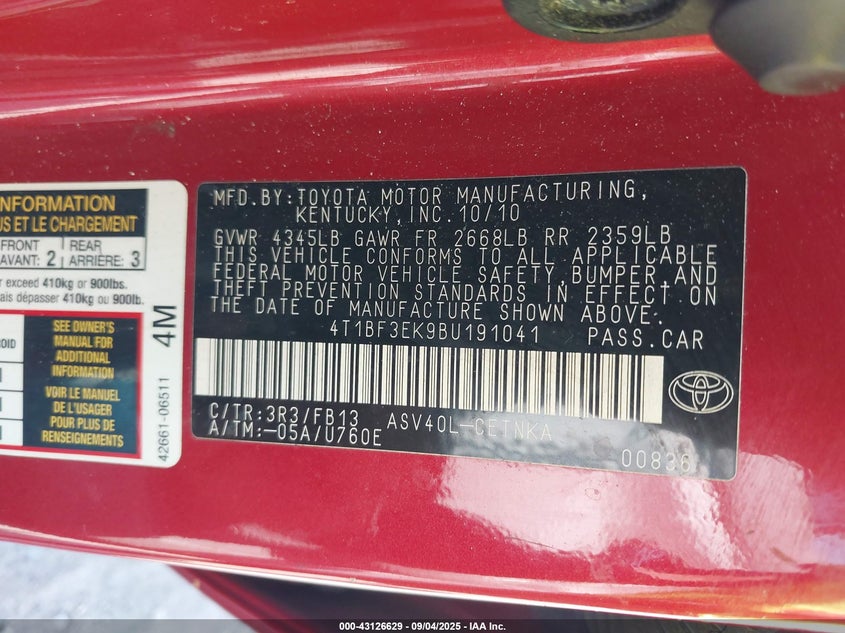 INFORMATION
US ET LE CHARGEMENT
FRONT
AVANT: 2
REAR
ARRIÈRE: 3
exceed 410kg or 900lbs.
ais dépasser 410kg ou 900lb.
SEE OWNER'S
MANUAL FOR
ADDITIONAL
INFORMATION
VOIR LE MANUEL
DE L'USAGER
POUR PLUS DE
RENSEIGNEMENTS
4M
42661-06511
MFD.BY:TOYOTA MOTOR MANUFACTURING,
KENTUCKY,INC.10/10
GVWR 4345LB GAWR FR 2668LB RR 2359LB
THIS VEHICLE CONFORMS TO ALL APPLICABLE
FEDERAL MOTOR VEHICLE SAFETY,BUMPER,AND
THEFT PREVENTION STANDARDS IN EFFECT ON
THE DATE OF MANUFACTURE SHOWN ABOVE.
4T1BF3EK9BU191041 PASS.CAR
C/TR:3R3/FB13 ASV40L-CETNKA
A/TM:-05A/U760E
00836
000-43126629 - 09/04/2025 - IAA Inc.